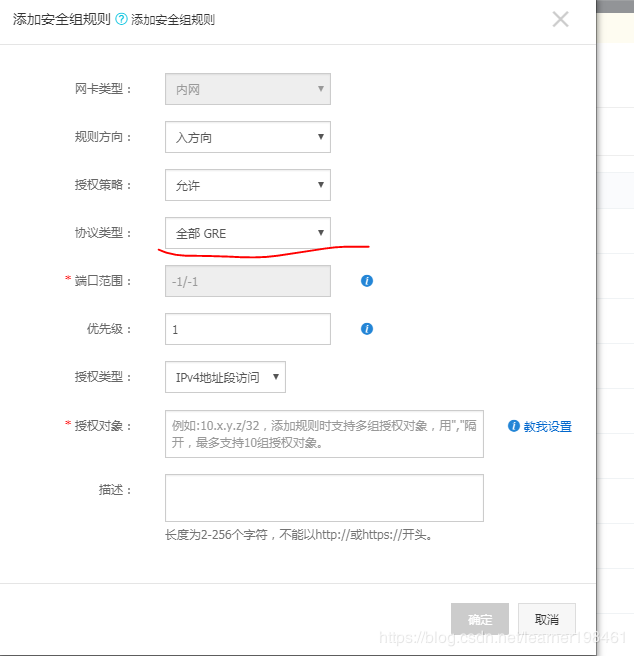 添加安全组规则 ? 添加安全组规则
网卡类型： 内网
规则方向： 入方向
授权策略： 允许
协议类型： 全部 GRE
* 端口范围： -1/-1
优先级： 1
授权类型： IPv4地址段访问
* 授权对象： 例如:10.x.y.z/32，添加规则时支持多组授权对象，用","隔
开，最多支持10组授权对象。
教我设置
描述：
长度为2-256个字符，不能以http://或https://开头。
确定 取消
https://blog.csdn.net/learner198461